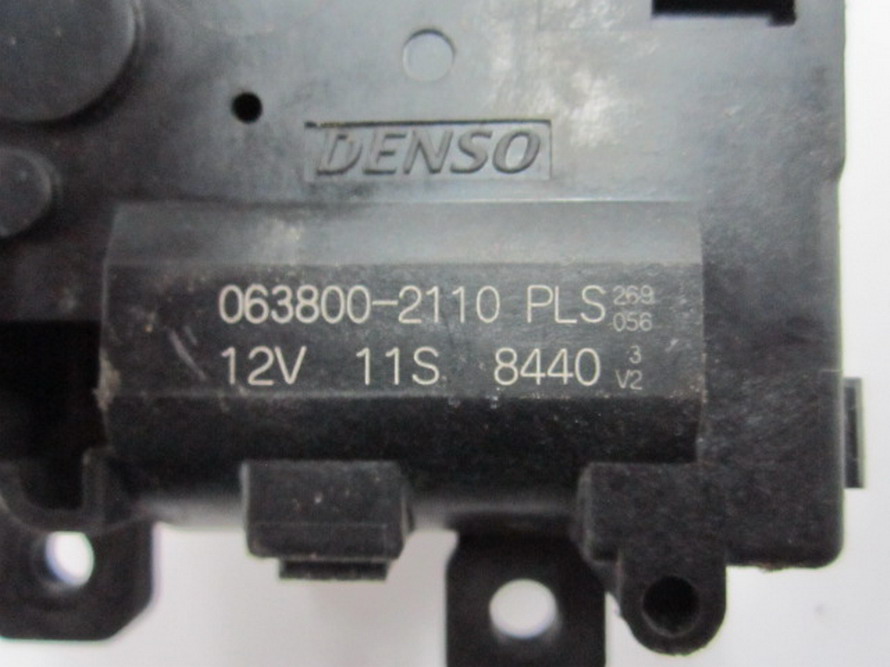 DENSO
063800-2110 PLS 269 056
12V 11S 8440 3 V2